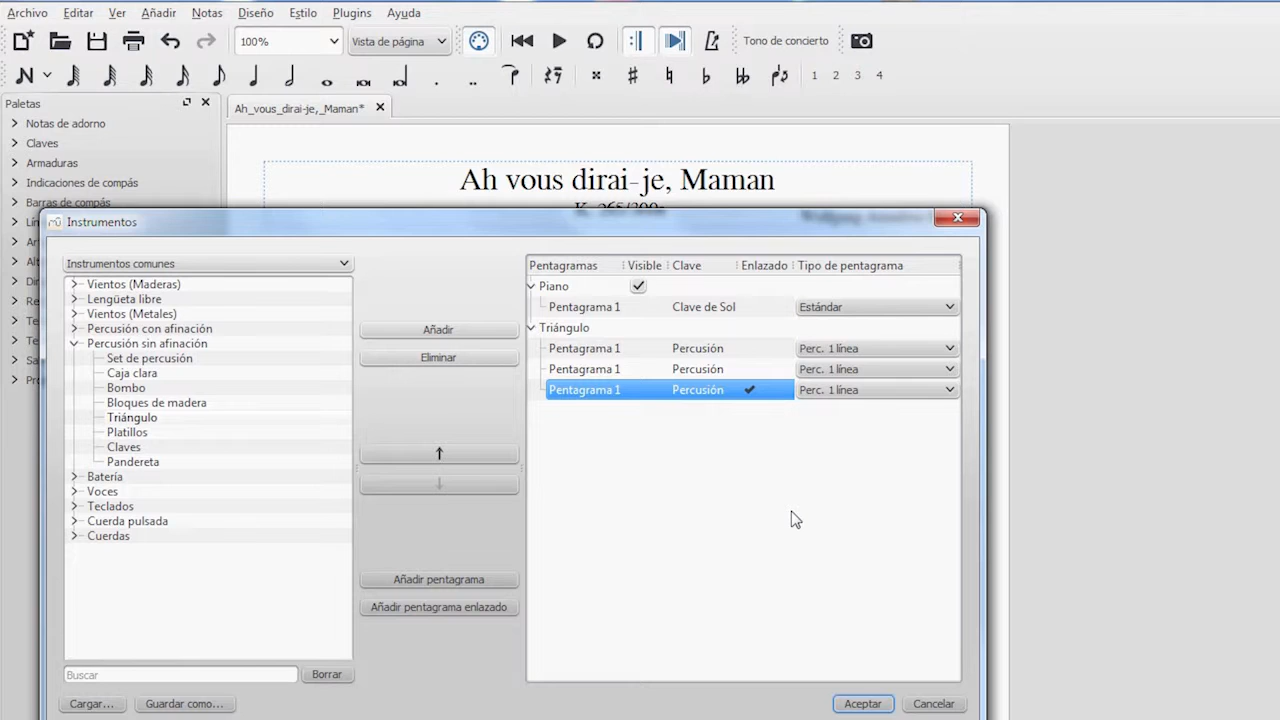 Archivo Editar Ver Añadir Notas Diseño Estilo Plugins Ayuda
100% Vista de página Tono de concierto
1 2 3 4
Paletas
Ah_vous_dirai-je,_Maman*
Notas de adorno
Claves
Armaduras
Indicaciones de compás
Barras de compás
Ah vous dirai-je, Maman
K. 265/300e
Instrumentos
Instrumentos comunes
Vientos (Maderas)
Lengüeta libre
Vientos (Metales)
Percusión con afinación
Percusión sin afinación
Set de percusión
Caja clara
Bombo
Bloques de madera
Triángulo
Platillos
Claves
Pandereta
Batería
Voces
Teclados
Cuerda pulsada
Cuerdas
Buscar Borrar
Cargar... Guardar como...
Añadir
Eliminar
Añadir pentagrama
Añadir pentagrama enlazado
Pentagramas Visible Clave Enlazado Tipo de pentagrama
Piano
Pentagrama 1 Clave de Sol Estándar
Triángulo
Pentagrama 1 Percusión Perc. 1 línea
Pentagrama 1 Percusión Perc. 1 línea
Pentagrama 1 Percusión Perc. 1 línea
Aceptar Cancelar